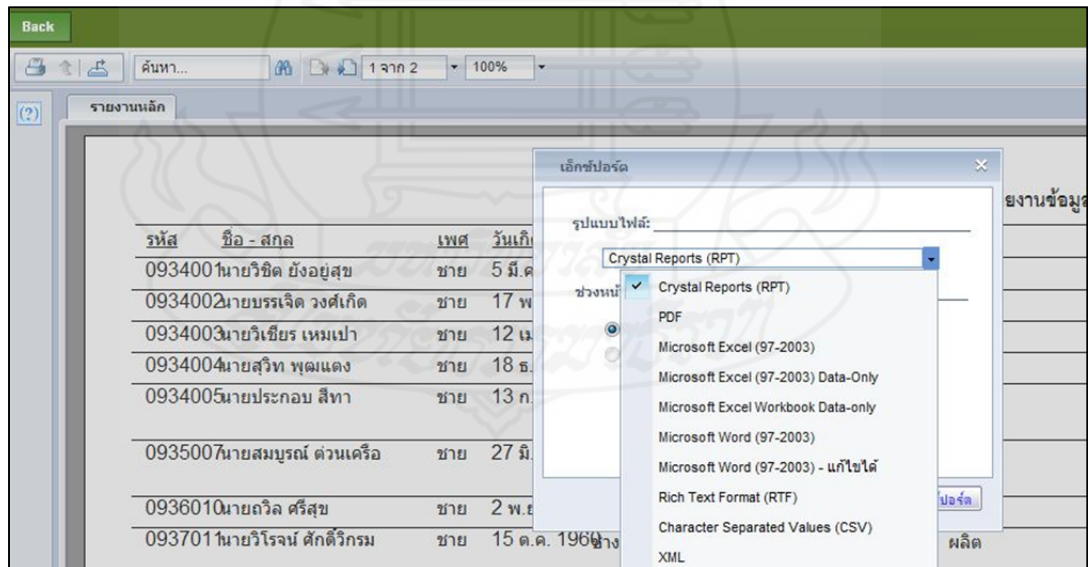 Back
ค้นหา... 1 จาก 2 100%
(?) รายงานหลัก
เอ็กซ์ปอร์ต
ยงานข้อมูล
รูปแบบไฟล์:
รหัส ชื่อ - สกุล เพศ วันเกิ
Crystal Reports (RPT)
0934001นายวิชิต ยังอยู่สุข ชาย 5 มี.ค
ช่วงหน้
Crystal Reports (RPT)
PDF
0934002นายบรรเจิด วงศ์เกิด ชาย 17 พ
0934003นายวิเชียร เหมเปา ชาย 12 เม
Microsoft Excel (97-2003)
0934004นายสุวิท พุฒแดง ชาย 18 ธ.
Microsoft Excel (97-2003) Data-Only
0934005นายประกอบ สีทา ชาย 13 ก
Microsoft Excel Workbook Data-only
Microsoft Word (97-2003)
0935007นายสมบูรณ์ ด่วนเครือ ชาย 27 มิ.
Microsoft Word (97-2003) - แก้ไขได้
Rich Text Format (RTF)
ปอร์ต
0936010นายถวิล ศรีสุข ชาย 2 พ.ย
Character Separated Values (CSV)
0937011นายวิโรจน์ ศักดิ์วิกรม ชาย 15 ต.ค. 1960ช่าง ผลิต
XML